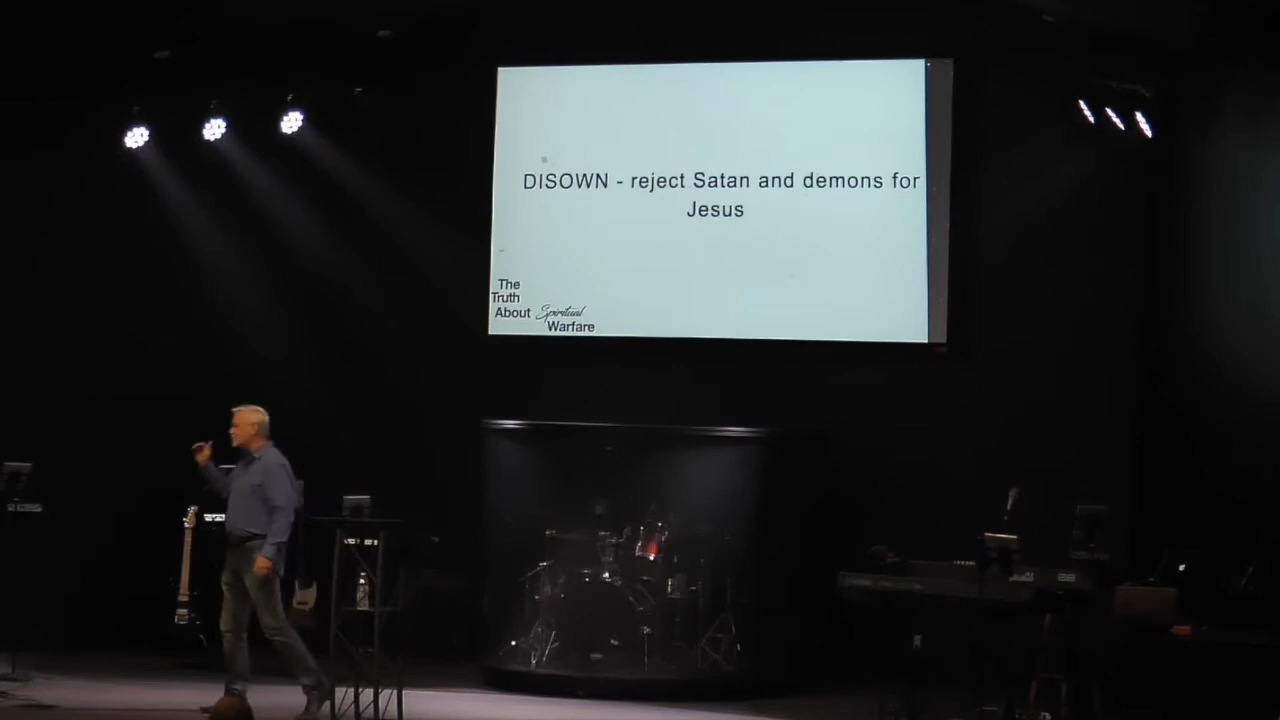 DISOWN - reject Satan and demons for
Jesus
The
Truth
About Spiritual
Warfare